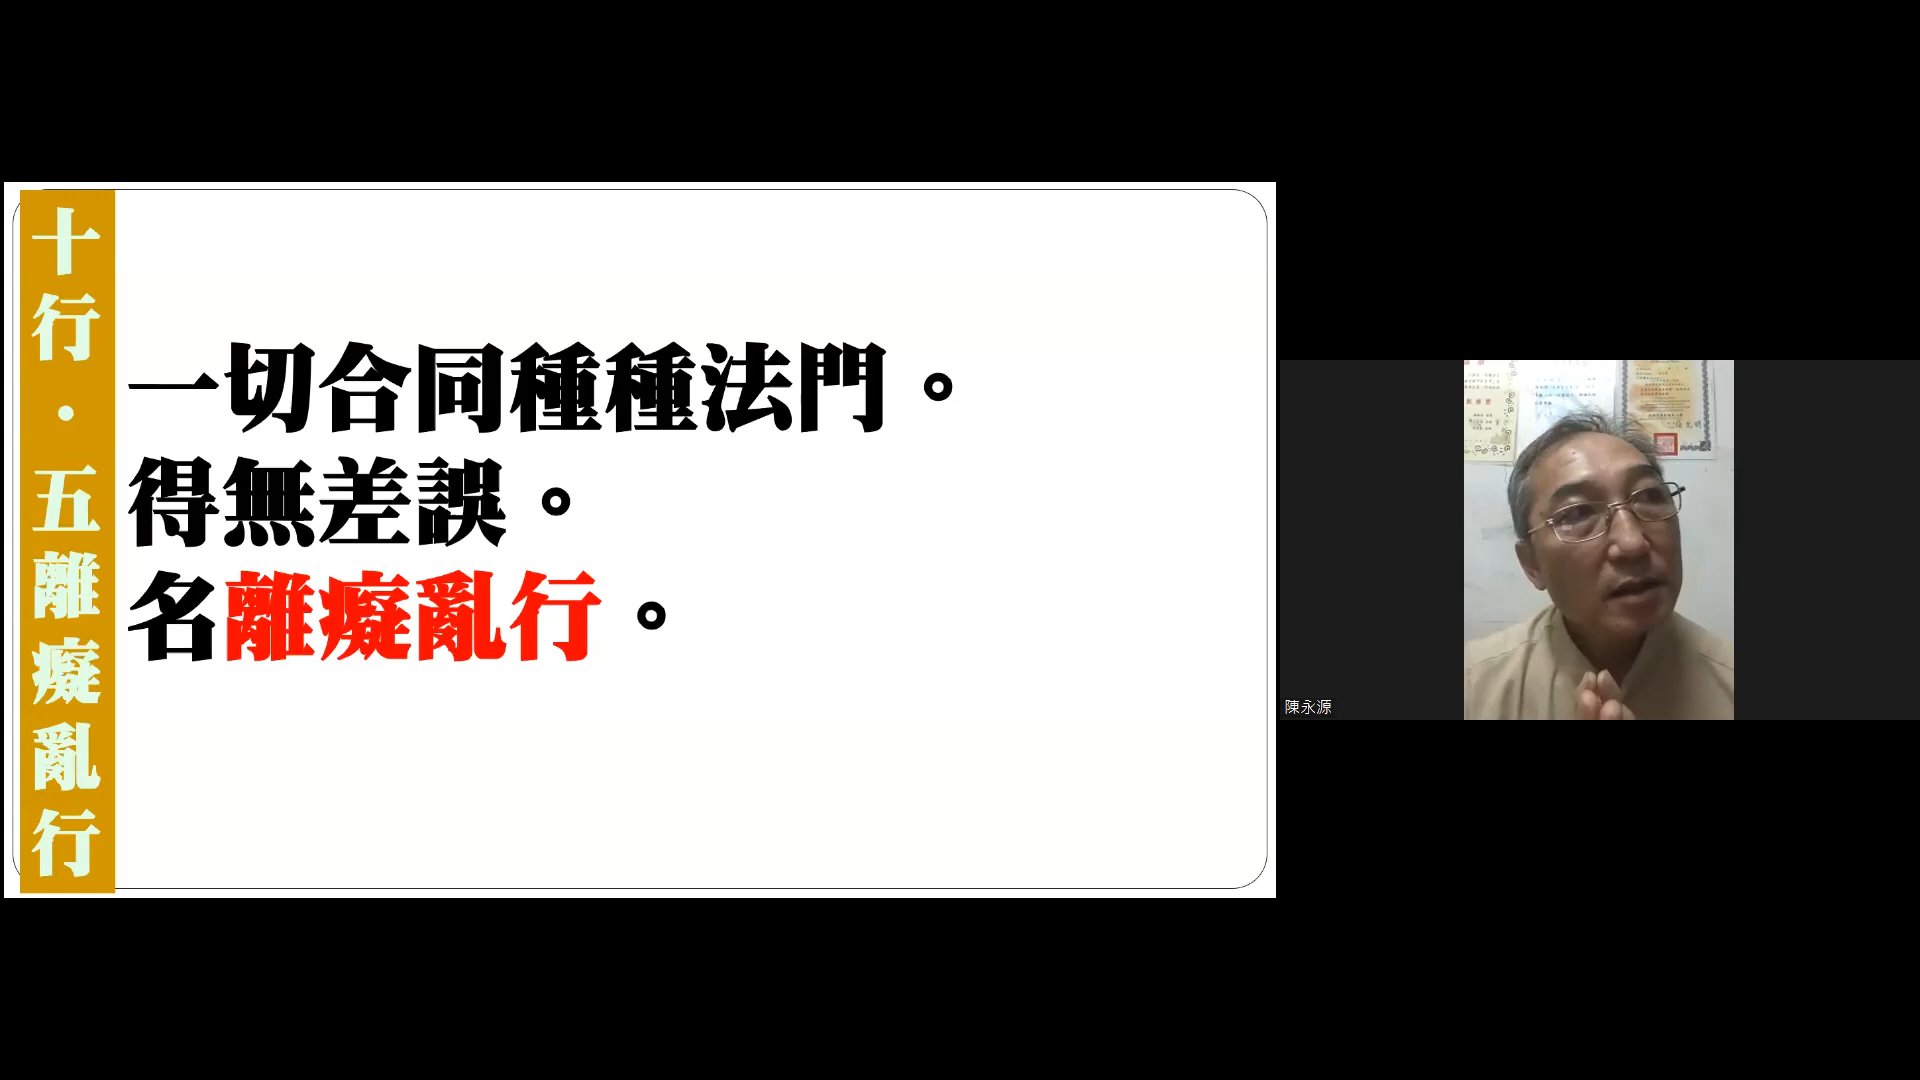 十行・五離癡亂行
一切合同種種法門。
得無差誤。
名離癡亂行。
陳永源